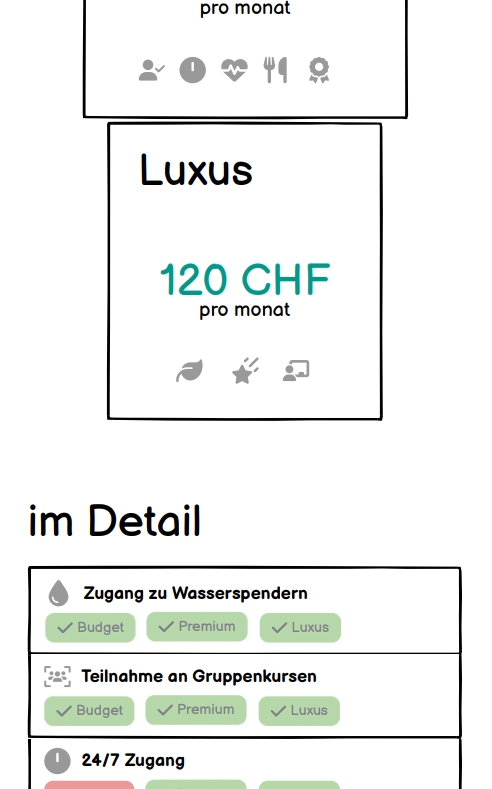 pro monat
Luxus
120 CHF
pro monat
im Detail
Zugang zu Wasserspendern
Budget Premium Luxus
Teilnahme an Gruppenkursen
Budget Premium Luxus
24/7 Zugang